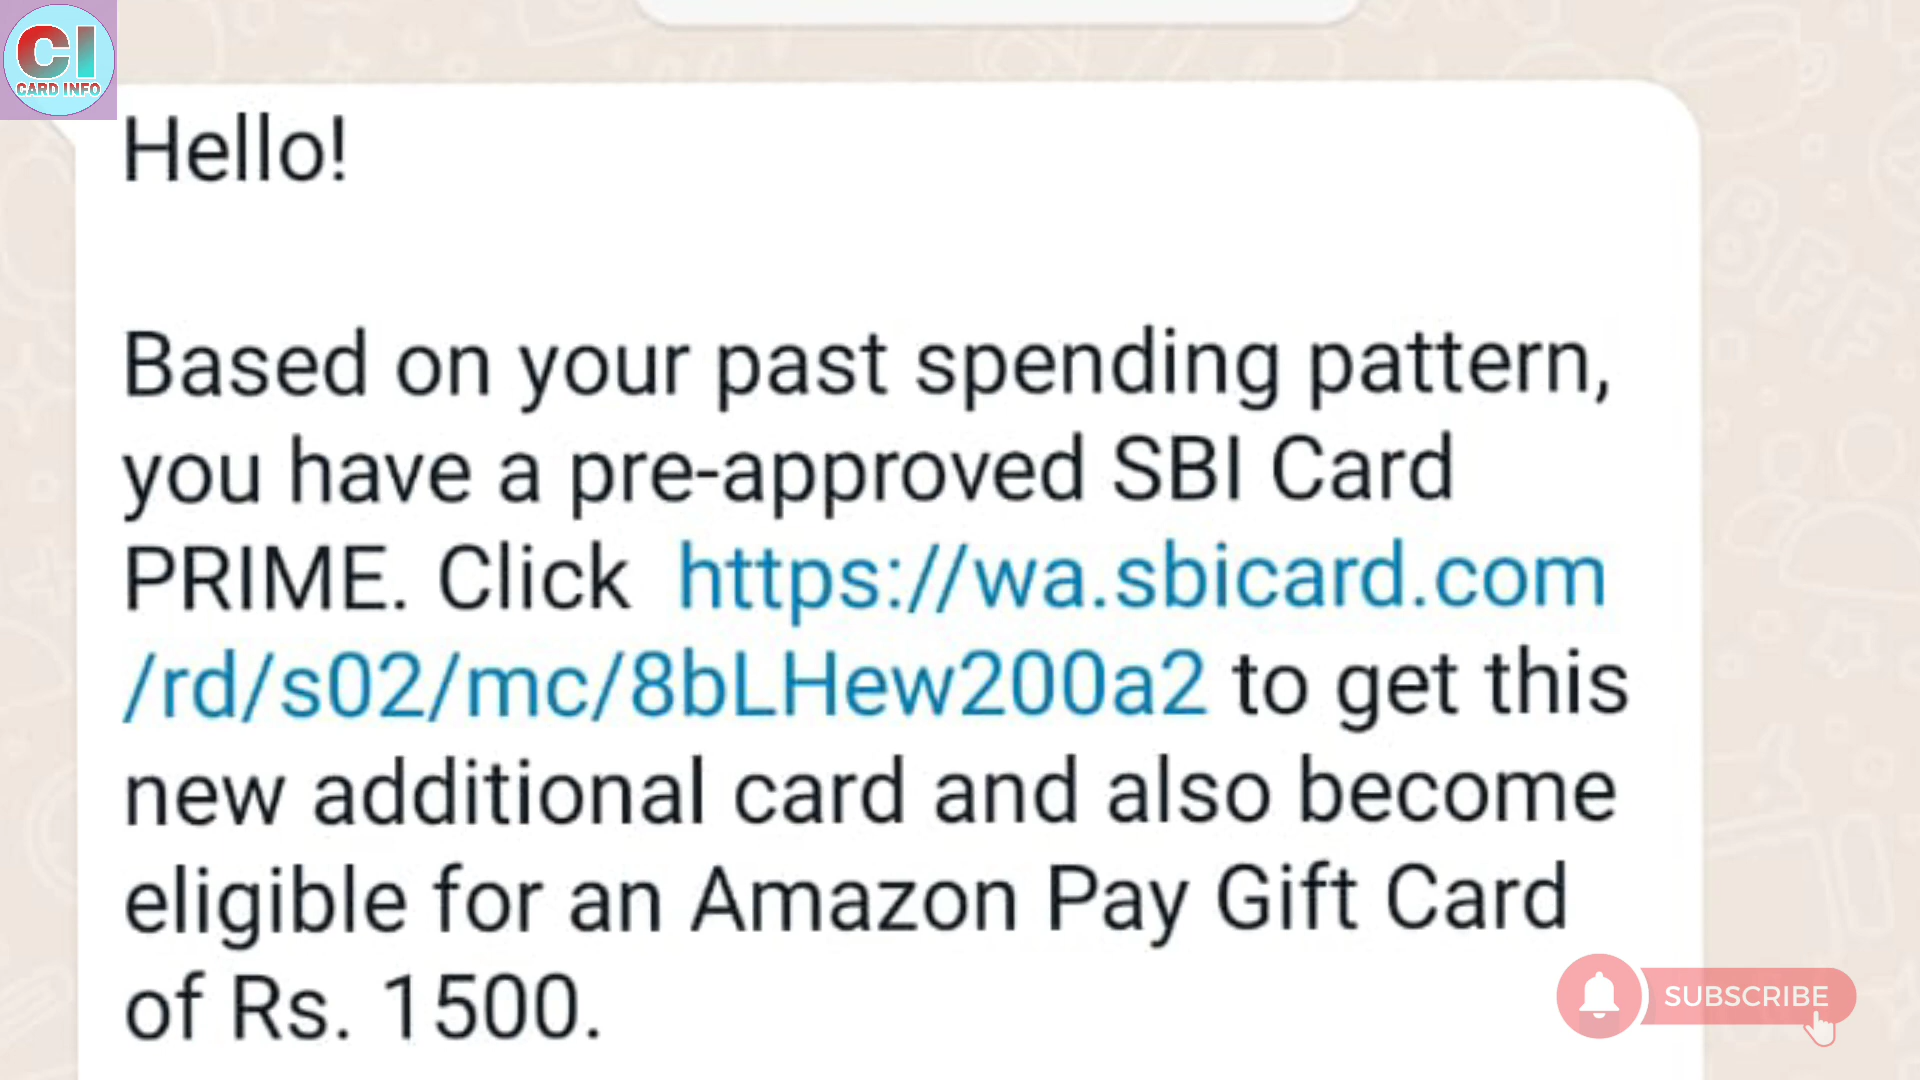 CI
CARD INFO
Hello!
Based on your past spending pattern,
you have a pre-approved SBI Card
PRIME. Click https://wa.sbicard.com
/rd/s02/mc/8bLHew200a2 to get this
new additional card and also become
eligible for an Amazon Pay Gift Card
of Rs. 1500.
SUBSCRIBE